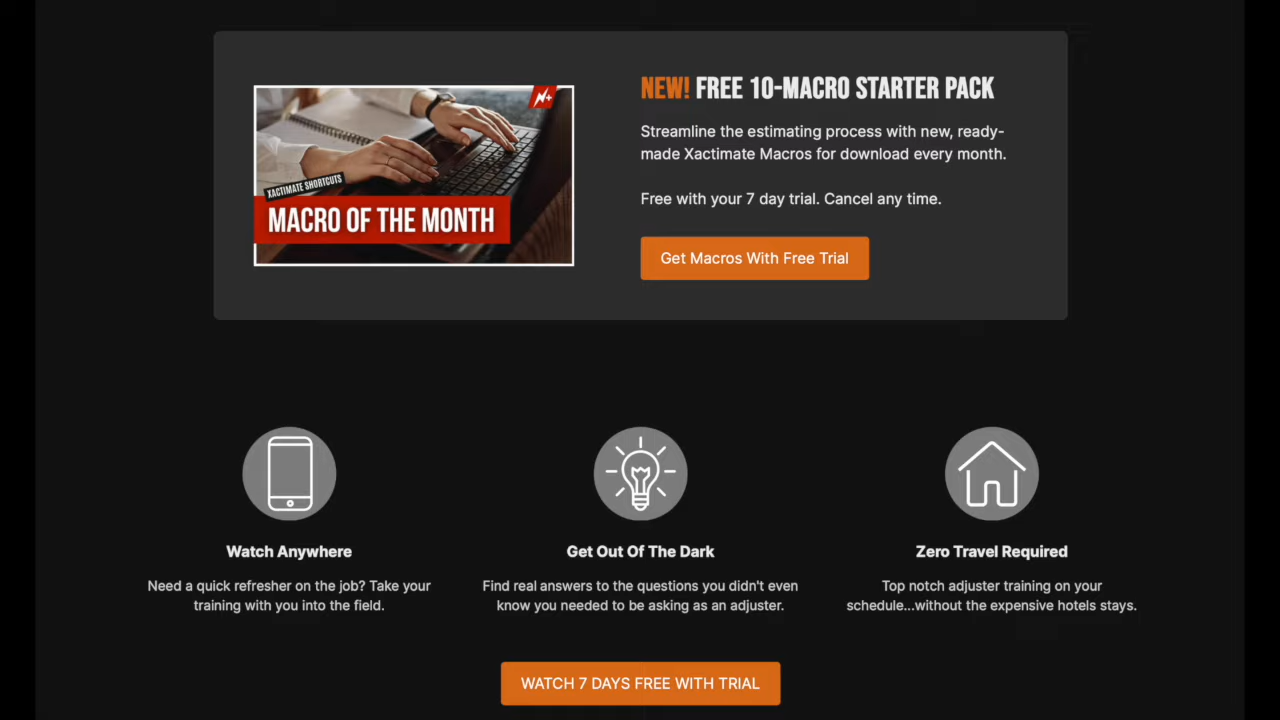 NEW! FREE 10-MACRO STARTER PACK
Streamline the estimating process with new, ready-
made Xactimate Macros for download every month.
Free with your 7 day trial. Cancel any time.
Get Macros With Free Trial
N+
XACTIMATE SHORTCUTS
MACRO OF THE MONTH
Watch Anywhere
Need a quick refresher on the job? Take your
training with you into the field.
Get Out Of The Dark
Find real answers to the questions you didn't even
know you needed to be asking as an adjuster.
Zero Travel Required
Top notch adjuster training on your
schedule...without the expensive hotels stays.
WATCH 7 DAYS FREE WITH TRIAL